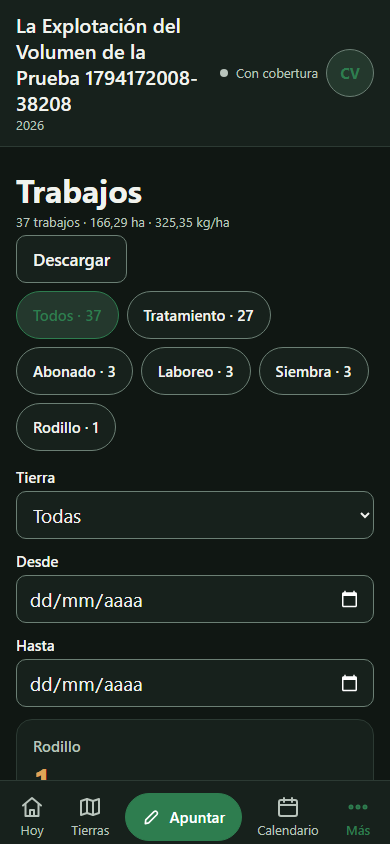 La Explotación del
Volumen de la
Prueba 1794172008-
38208
2026
Con cobertura
CV
Trabajos
37 trabajos · 166,29 ha · 325,35 kg/ha
Descargar
Todos · 37
Tratamiento · 27
Abonado · 3
Laboreo · 3
Siembra · 3
Rodillo · 1
Tierra
Todas
Desde
dd/mm/aaaa
Hasta
dd/mm/aaaa
Rodillo
1
Hoy
Tierras
Apuntar
Calendario
Más